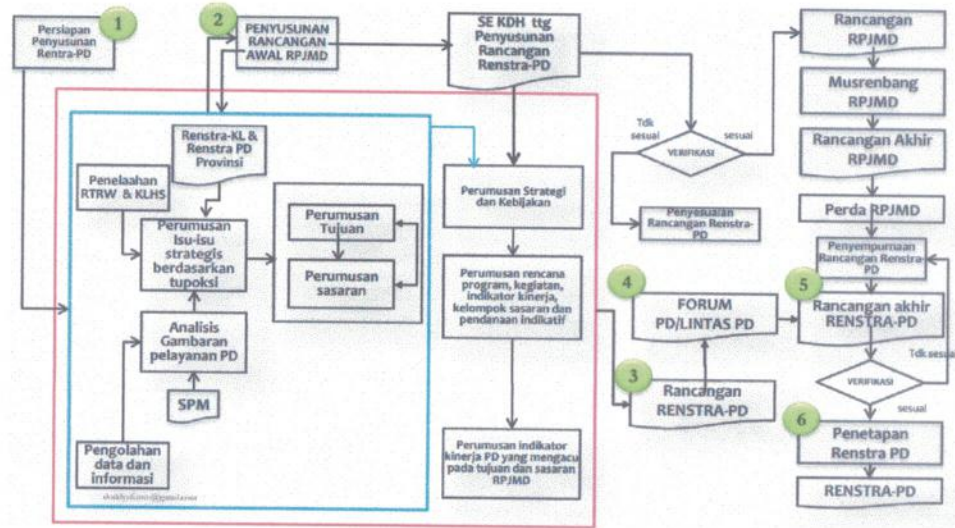 1
Persiapan
Penyusunan
Rentra-PD
2
PENYUSUNAN
RANCANGAN
AWAL RPJMD
SE KDH ttg
Penyusunan
Rancangan
Renstra-PD
Rancangan
RPJMD
Musrenbang
RPJMD
Rancangan Akhir
RPJMD
Perda RPJMD
Penyempurnaan
Rancangan Renstra-
PD
Tdk
sesuai
sesuai
VERIFIKASI
Penyesuaian
Rancangan Renstra-
PD
Renstra-KL &
Renstra PD
Provinsi
Penelaahan
RTRW & KLHS
Perumusan
Isu-isu
strategis
berdasarkan
tupoksi
Perumusan
Tujuan
Perumusan
sasaran
Analisis
Gambaran
pelayanan PD
SPM
Pengolahan
data dan
informasi
Perumusan Strategi
dan Kebijakan
Perumusan rencana
program, kegiatan,
indikator kinerja,
kelompok sasaran dan
pendanaan indikatif
Perumusan indikator
kinerja PD yang mengacu
pada tujuan dan sasaran
RPJMD
3
Rancangan
RENSTRA-PD
4
FORUM
PD/LINTAS PD
5
Rancangan akhir
RENSTRA-PD
Tdk sesuai
VERIFIKASI
sesuai
6
Penetapan
Renstra PD
RENSTRA-PD